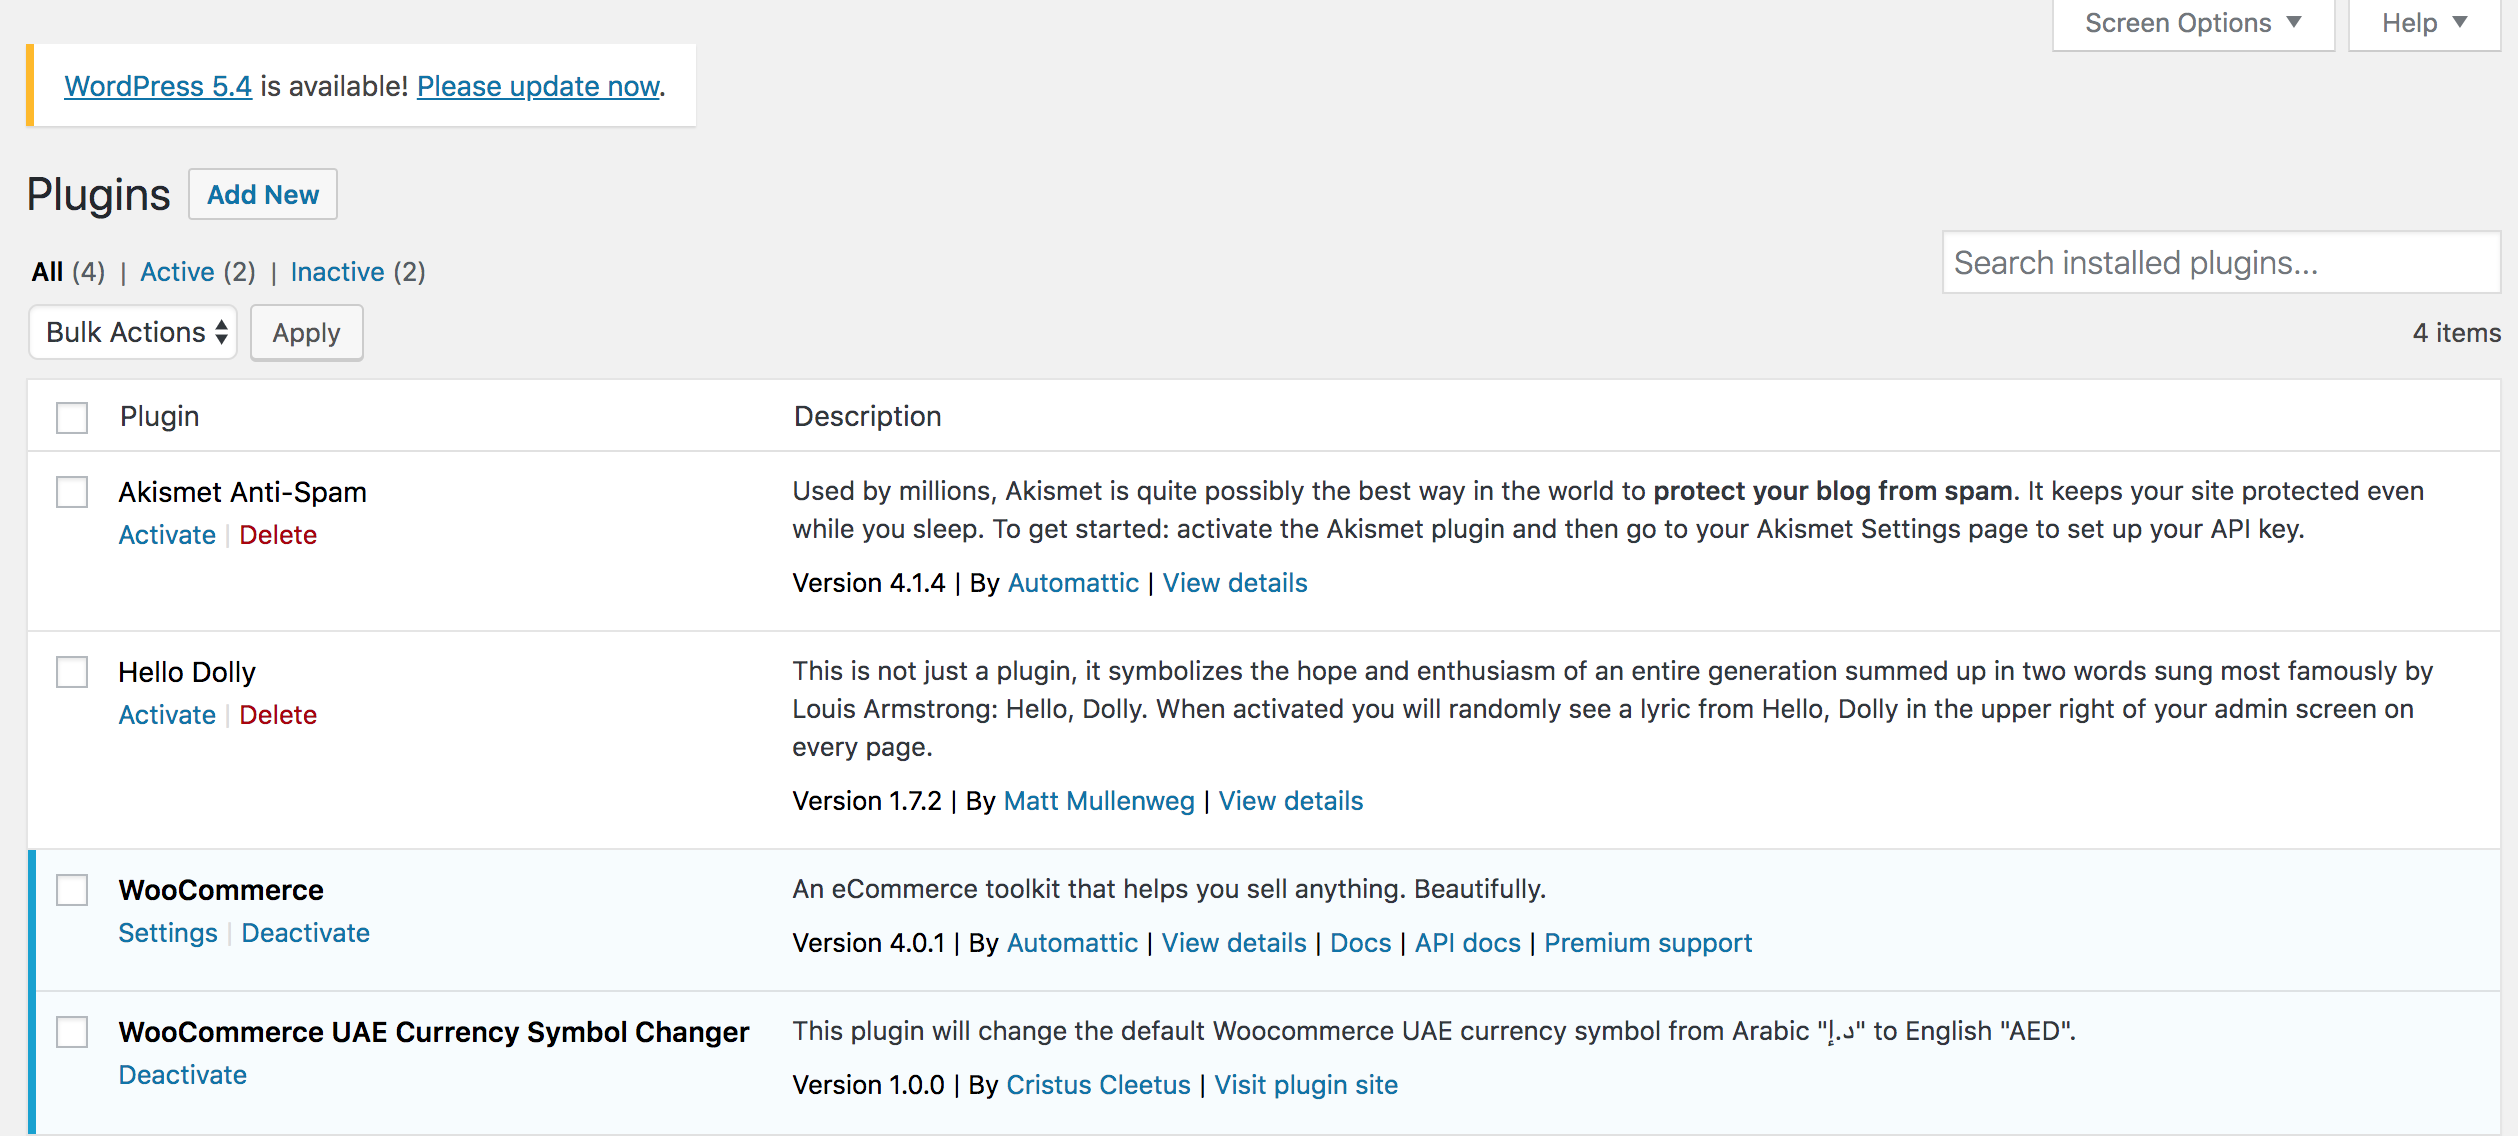 Screen Options ▼
Help ▼
WordPress 5.4 is available! Please update now.
Plugins Add New
All (4) | Active (2) | Inactive (2)
Search installed plugins...
Bulk Actions Apply
4 items
Plugin Description
Akismet Anti-Spam
Activate | Delete
Used by millions, Akismet is quite possibly the best way in the world to protect your blog from spam. It keeps your site protected even
while you sleep. To get started: activate the Akismet plugin and then go to your Akismet Settings page to set up your API key.
Version 4.1.4 | By Automattic | View details
Hello Dolly
Activate | Delete
This is not just a plugin, it symbolizes the hope and enthusiasm of an entire generation summed up in two words sung most famously by
Louis Armstrong: Hello, Dolly. When activated you will randomly see a lyric from Hello, Dolly in the upper right of your admin screen on
every page.
Version 1.7.2 | By Matt Mullenweg | View details
WooCommerce
Settings | Deactivate
An eCommerce toolkit that helps you sell anything. Beautifully.
Version 4.0.1 | By Automattic | View details | Docs | API docs | Premium support
WooCommerce UAE Currency Symbol Changer
Deactivate
This plugin will change the default Woocommerce UAE currency symbol from Arabic "د.إ" to English "AED".
Version 1.0.0 | By Cristus Cleetus | Visit plugin site